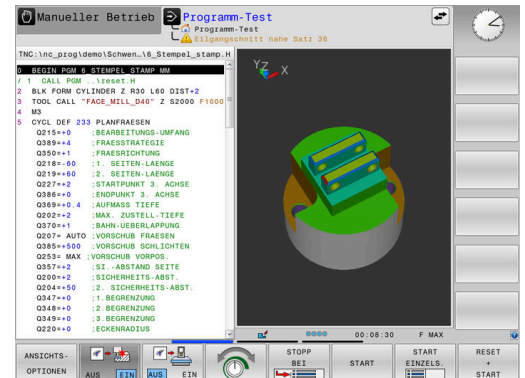 Manueller Betrieb
Programm-Test
Programm-Test
Eilgangschnitt nahe Satz 36
TNC:\nc_prog\demo\Schwen…\6_Stempel_stamp.H
0 BEGIN PGM 6_STEMPEL_STAMP MM
/ 1 CALL PGM ..\reset.H
2 BLK FORM CYLINDER Z R30 L60 DIST+2
3 TOOL CALL "FACE_MILL_D40" Z S2000 F1000
4 M3
5 CYCL DEF 233 PLANFRAESEN
Q215=+0 ;BEARBEITUNGS-UMFANG
Q389=+4 ;FRAESSTRATEGIE
Q350=+1 ;FRAESRICHTUNG
Q218=-60 ;1. SEITEN-LAENGE
Q219=+60 ;2. SEITEN-LAENGE
Q227=+2 ;STARTPUNKT 3. ACHSE
Q386=+0 ;ENDPUNKT 3. ACHSE
Q369=+0.4 ;AUFMASS TIEFE
Q202=+2 ;MAX. ZUSTELL-TIEFE
Q370=+1 ;BAHN-UEBERLAPPUNG
Q207= AUTO ;VORSCHUB FRAESEN
Q385=+500 ;VORSCHUB SCHLICHTEN
Q253= MAX ;VORSCHUB VORPOS.
Q357=+2 ;SI.-ABSTAND SEITE
Q200=+2 ;SICHERHEITS-ABST.
Q204=+50 ;2. SICHERHEITS-ABST.
Q347=+0 ;1.BEGRENZUNG
Q348=+0 ;2.BEGRENZUNG
Q349=+0 ;3.BEGRENZUNG
Q220=+0 ;ECKENRADIUS
Y Z X
00:08:30 F MAX
ANSICHTS-
OPTIONEN
AUS EIN
AUS EIN
STOPP
BEI
START
START
EINZELS.
RESET
+
START